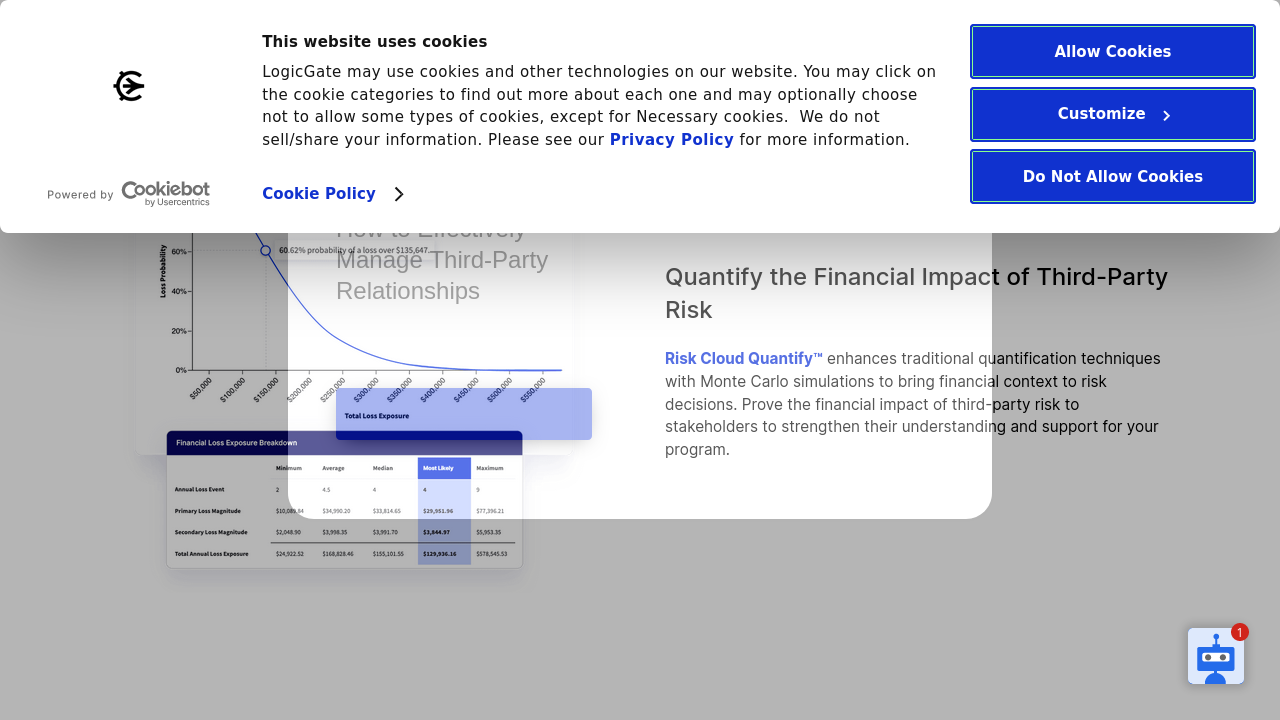 This website uses cookies
LogicGate may use cookies and other technologies on our website. You may click on
the cookie categories to find out more about each one and may optionally choose
not to allow some types of cookies, except for Necessary cookies.  We do not
sell/share your information. Please see our Privacy Policy for more information.
Cookie Policy
Powered by Cookiebot
by Usercentrics
Allow Cookies
Customize
Do Not Allow Cookies
How to Effectively
Manage Third-Party
Relationships
Loss Probability
60%
40%
20%
0%
60.62% probability of a loss over $135,647.
$50,000 $100,000 $150,000 $200,000 $250,000 $300,000 $350,000 $400,000 $450,000 $500,000 $550,000
Total Loss Exposure
Financial Loss Exposure Breakdown
Minimum Average Median Most Likely Maximum
Annual Loss Event 2 4.5 4 4 9
Primary Loss Magnitude $10,089.84 $34,990.20 $33,814.65 $29,951.96 $77,396.21
Secondary Loss Magnitude $2,048.90 $3,998.35 $3,991.70 $3,844.97 $5,953.35
Total Annual Loss Exposure $24,922.52 $168,828.46 $155,101.55 $129,936.16 $578,545.53
Quantify the Financial Impact of Third-Party
Risk
Risk Cloud Quantify™ enhances traditional quantification techniques
with Monte Carlo simulations to bring financial context to risk
decisions. Prove the financial impact of third-party risk to
stakeholders to strengthen their understanding and support for your
program.
1